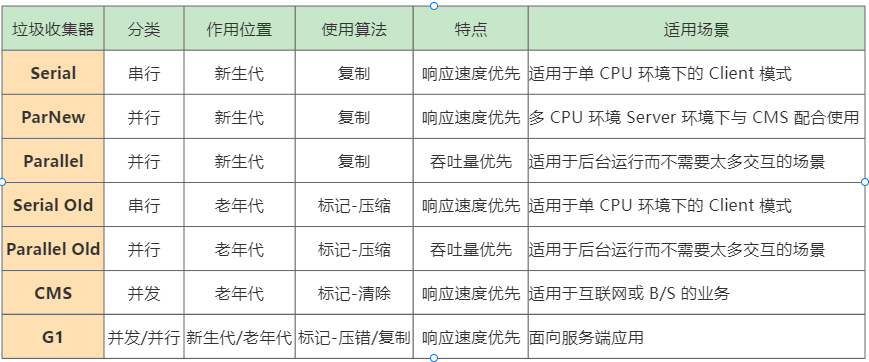 垃圾收集器 分类 作用位置 使用算法 特点 适用场景
Serial 串行 新生代 复制 响应速度优先 适用于单 CPU 环境下的 Client 模式
ParNew 并行 新生代 复制 响应速度优先 多 CPU 环境 Server 环境下与 CMS 配合使用
Parallel 并行 新生代 复制 吞吐量优先 适用于后台运行而不需要太多交互的场景
Serial Old 串行 老年代 标记-压缩 响应速度优先 适用于单 CPU 环境下的 Client 模式
Parallel Old 并行 老年代 标记-压缩 吞吐量优先 适用于后台运行而不需要太多交互的场景
CMS 并发 老年代 标记-清除 响应速度优先 适用于互联网或 B/S 的业务
G1 并发/并行 新生代/老年代 标记-压错/复制 响应速度优先 面向服务端应用